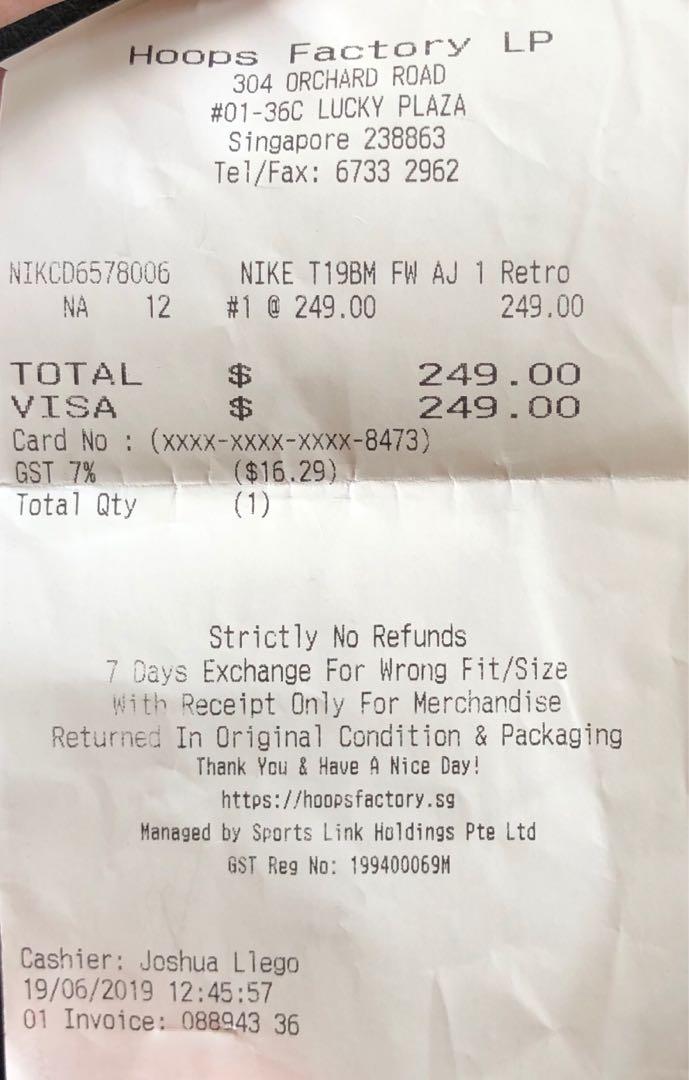 Hoops Factory LP
304 ORCHARD ROAD
#01-36C LUCKY PLAZA
Singapore 238863
Tel/Fax: 6733 2962
NIKCD6578006 NIKE T19BM FW AJ 1 Retro
NA 12 #1 @ 249.00 249.00
TOTAL $ 249.00
VISA $ 249.00
Card No : (xxxx-xxxx-xxxx-8473)
GST 7% ($16.29)
Total Qty (1)
Strictly No Refunds
7 Days Exchange For Wrong Fit/Size
With Receipt Only For Merchandise
Returned In Original Condition & Packaging
Thank You & Have A Nice Day!
https://hoopsfactory.sg
Managed by Sports Link Holdings Pte Ltd
GST Reg No: 199400069M
Cashier: Joshua Llego
19/06/2019 12:45:57
01 Invoice: 088943 36